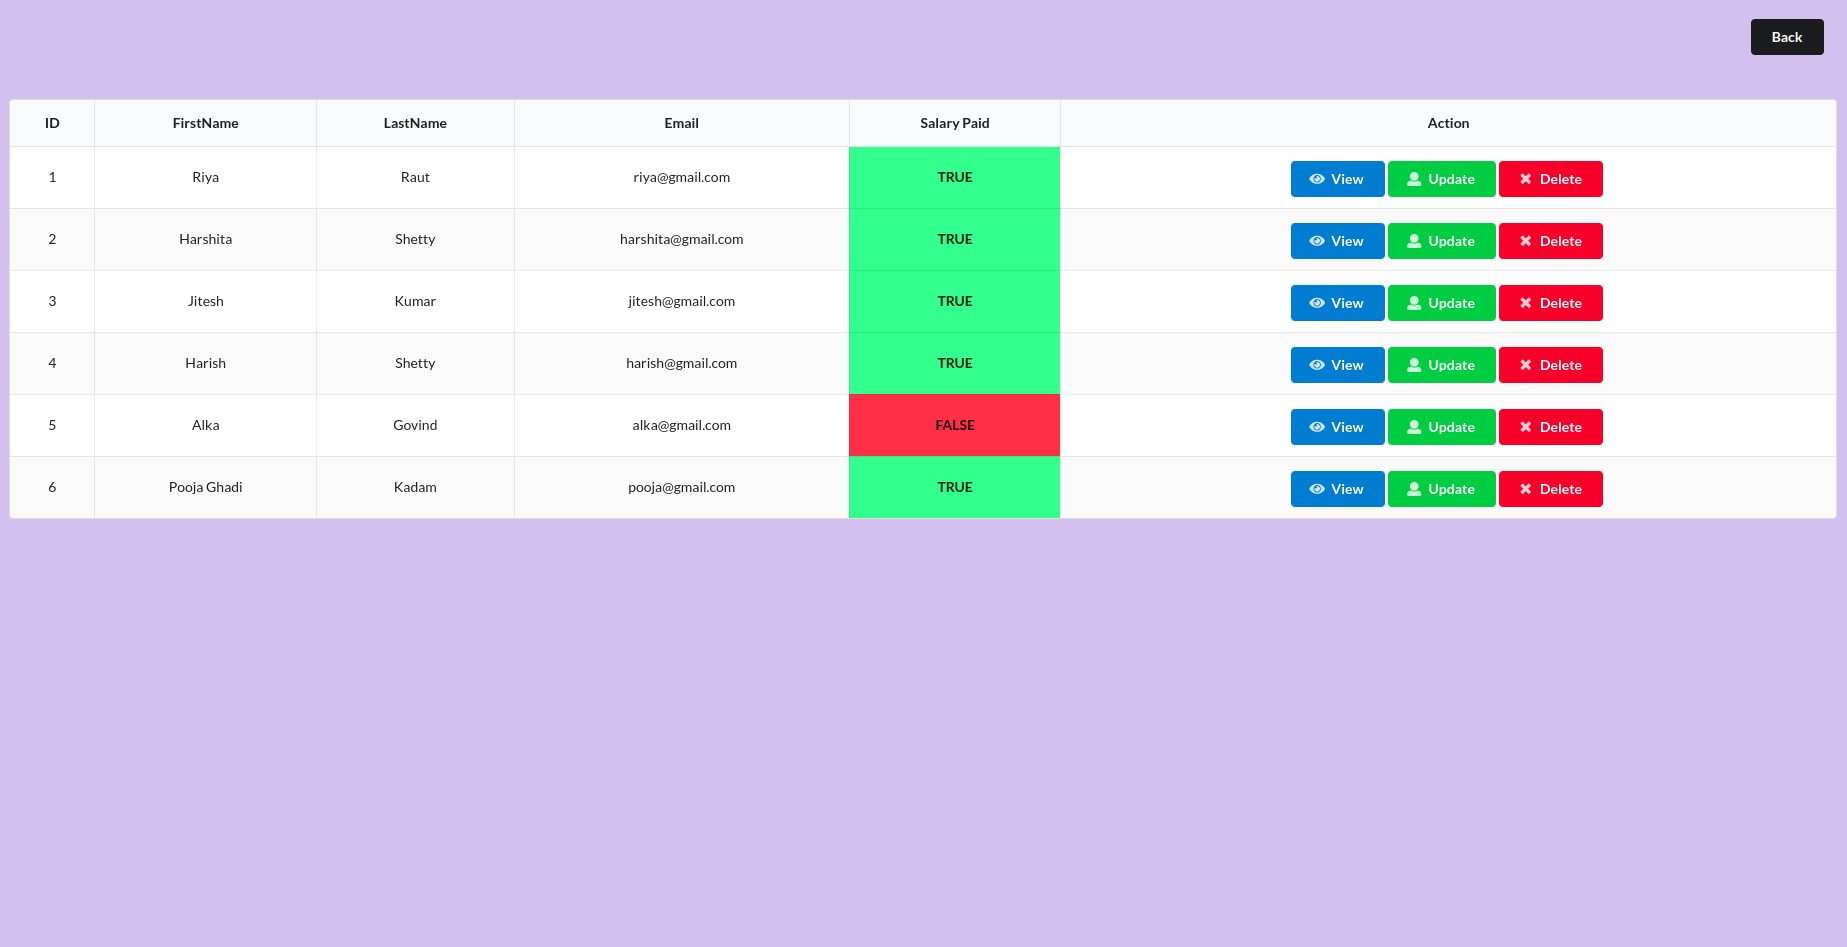 Back
ID FirstName LastName Email Salary Paid Action
1 Riya Raut riya@gmail.com TRUE View Update Delete
2 Harshita Shetty harshita@gmail.com TRUE View Update Delete
3 Jitesh Kumar jitesh@gmail.com TRUE View Update Delete
4 Harish Shetty harish@gmail.com TRUE View Update Delete
5 Alka Govind alka@gmail.com FALSE View Update Delete
6 Pooja Ghadi Kadam pooja@gmail.com TRUE View Update Delete